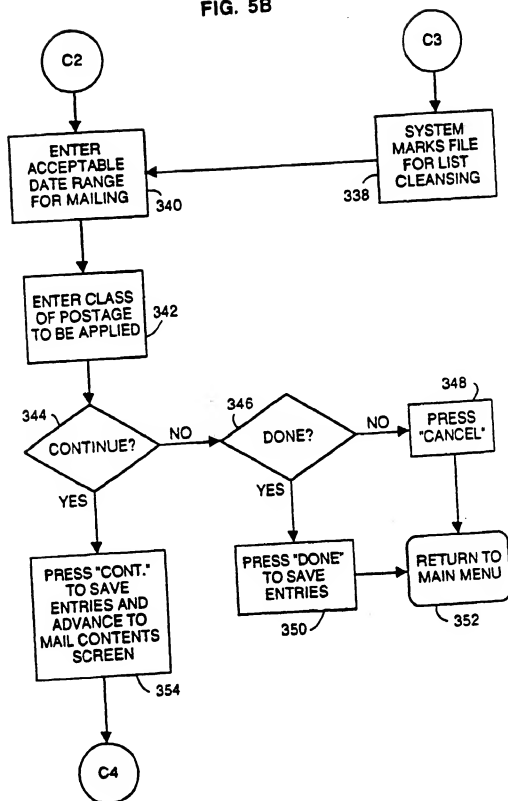 FIG. 5B
C2
C3
ENTER
ACCEPTABLE
DATE RANGE
FOR MAILING
340
SYSTEM
MARKS FILE
FOR LIST
CLEANSING
338
ENTER CLASS
OF POSTAGE
TO BE APPLIED
342
344
CONTINUE?
NO
YES
346
DONE?
NO
YES
348
PRESS
"CANCEL"
PRESS "CONT."
TO SAVE
ENTRIES AND
ADVANCE TO
MAIL CONTENTS
SCREEN
354
PRESS "DONE"
TO SAVE
ENTRIES
350
RETURN TO
MAIN MENU
352
C4